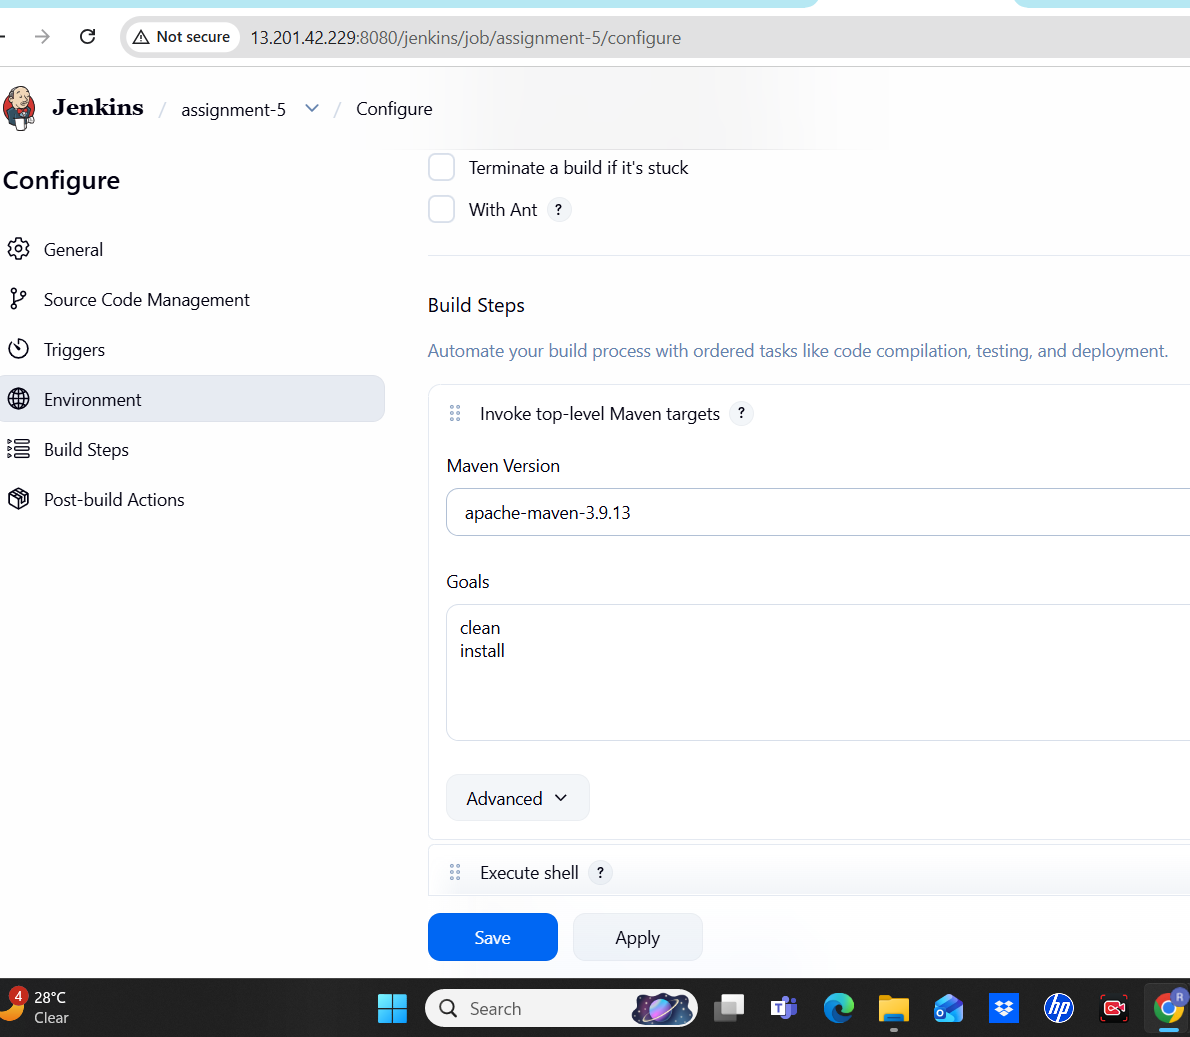 Not secure
13.201.42.229:8080/jenkins/job/assignment-5/configure
Jenkins / assignment-5 / Configure
Configure
General
Source Code Management
Triggers
Environment
Build Steps
Post-build Actions
Terminate a build if it's stuck
With Ant ?
Build Steps
Automate your build process with ordered tasks like code compilation, testing, and deployment.
Invoke top-level Maven targets ?
Maven Version
apache-maven-3.9.13
Goals
clean
install
Advanced
Execute shell ?
Save
Apply
4
28°C
Clear
Search
T
o
hp
R